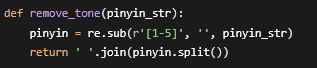 def remove_tone(pinyin_str):
    pinyin = re.sub(r'[1-5]', '', pinyin_str)
    return ' '.join(pinyin.split())